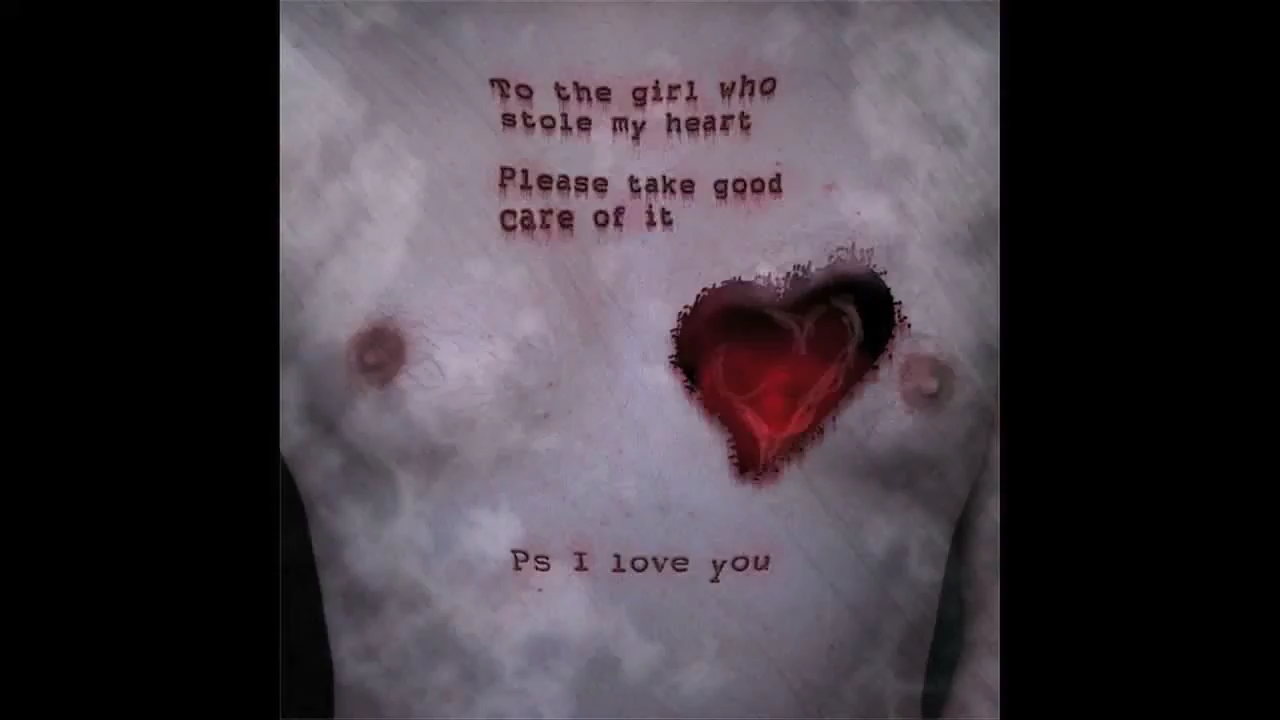 To the girl who
stole my heart
Please take good
care of it
Ps I love you